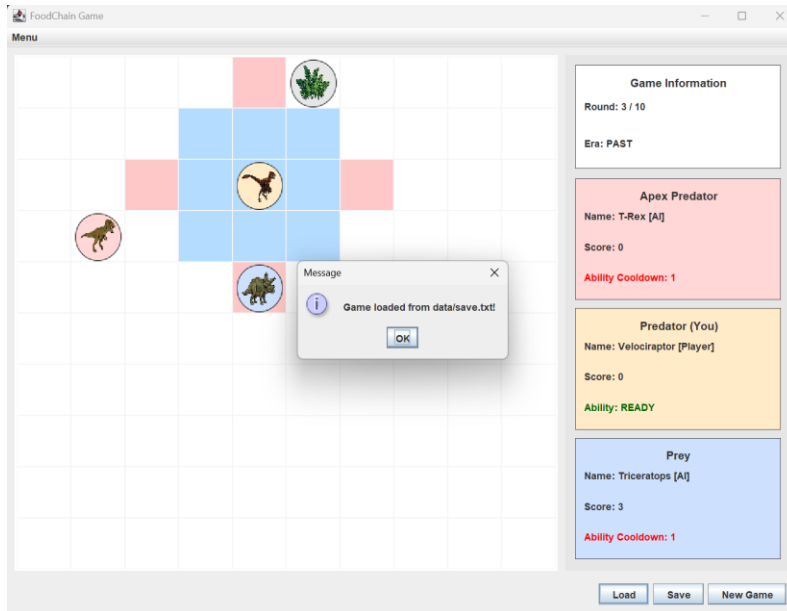 FoodChain Game
Menu
Game Information
Round: 3 / 10
Era: PAST
Apex Predator
Name: T-Rex [AI]
Score: 0
Ability Cooldown: 1
Message
Game loaded from data/save.txt!
OK
Predator (You)
Name: Velociraptor [Player]
Score: 0
Ability: READY
Prey
Name: Triceratops [AI]
Score: 3
Ability Cooldown: 1
Load Save New Game